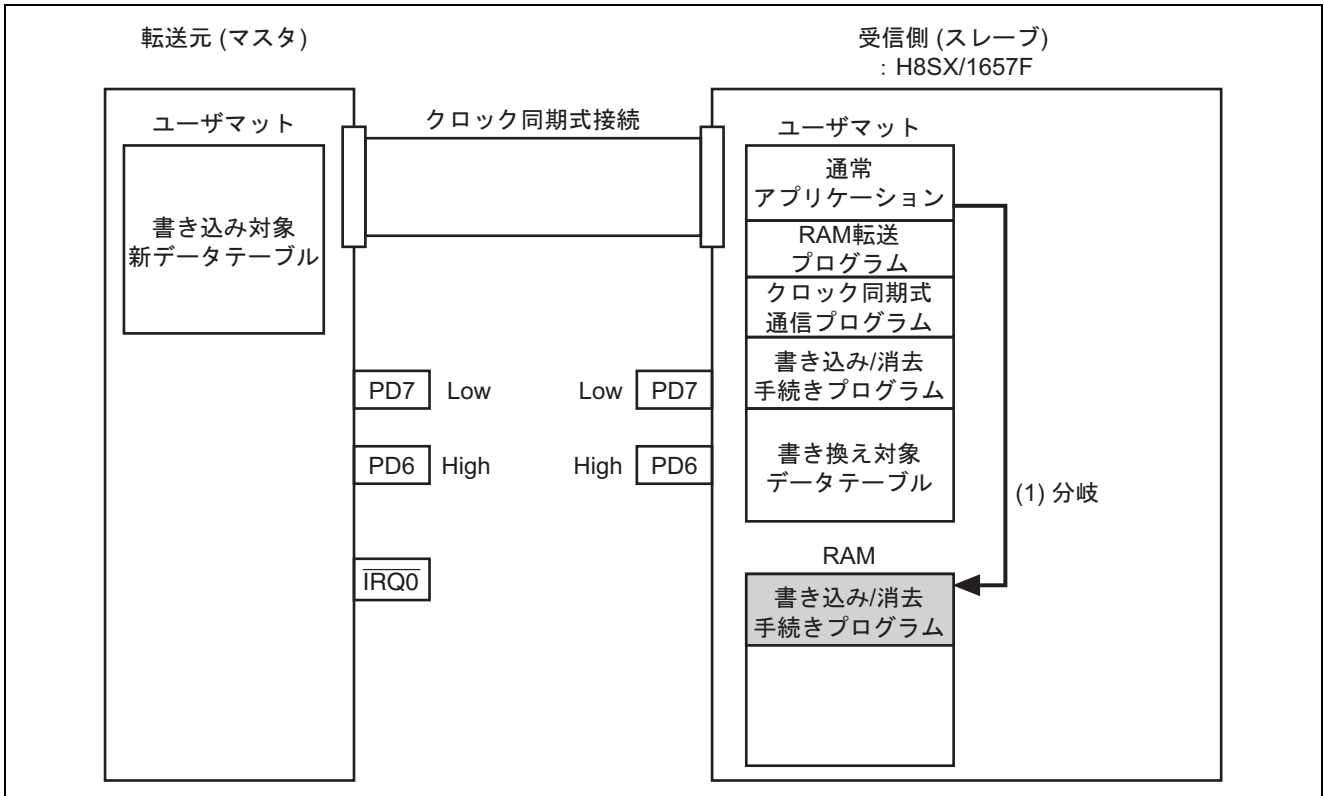 転送元 (マスタ)
受信側 (スレーブ)
: H8SX/1657F
ユーザマット
書き込み対象
新データテーブル
クロック同期式接続
PD7 Low
PD6 High
IRQ0
Low PD7
High PD6
ユーザマット
通常
アプリケーション
RAM転送
プログラム
クロック同期式
通信プログラム
書き込み/消去
手続きプログラム
書き換え対象
データテーブル
(1) 分岐
RAM
書き込み/消去
手続きプログラム